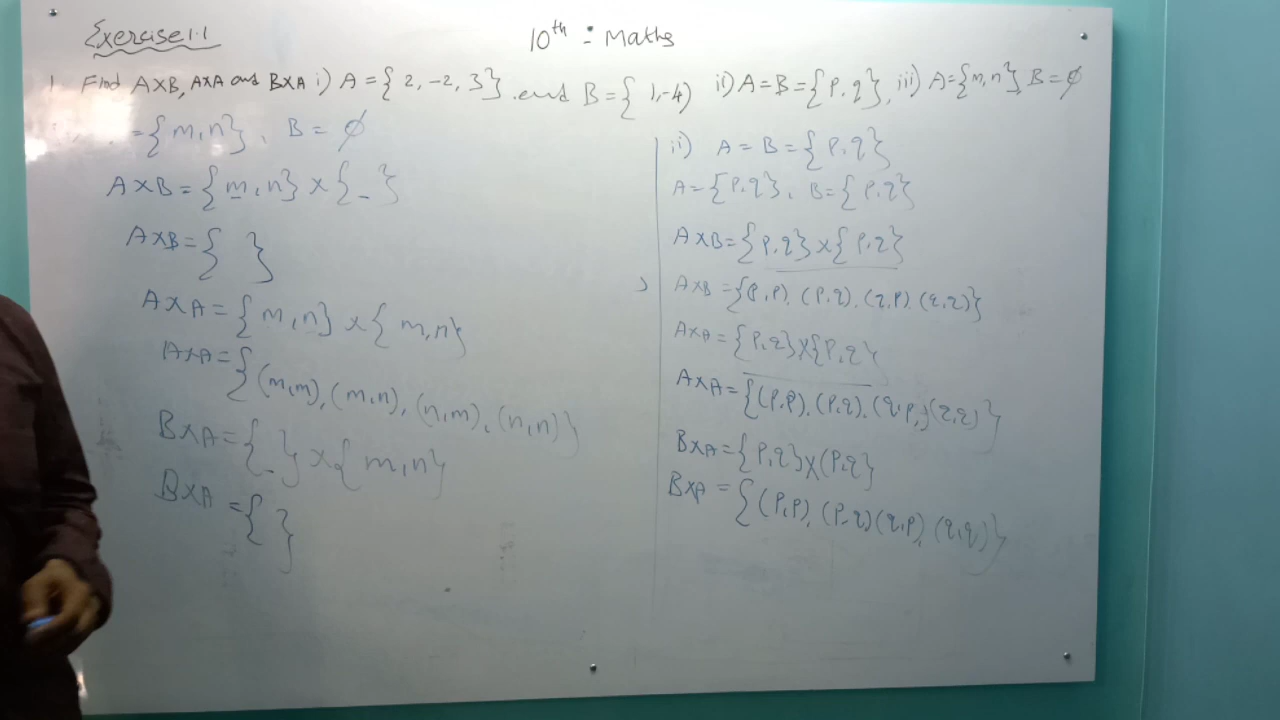 Exercise 1.1
10th :- Maths
1. Find A×B, A×A and B×A i) A = {2, -2, 3} and B = {1,-4) ii) A = B = {p, q}, iii) A = {m, n}, B = ∅
= {m, n}, B = ∅
A×B = {m, n} × {_}
A×B = { }
A×A = {m, n} × {m, n}
A×A = {(m,m), (m,n), (n,m), (n,n)}
B×A = {_} × {m, n}
B×A = { }
ii) A = B = {p, q}
A = {p, q}, B = {p, q}
A×B = {p, q} × {p, q}
A×B = {(p,p), (p,q), (q,p), (q,q)}
A×A = {p, q} × {p, q}
A×A = {(p,p), (p,q), (q,p,) (q,q)}
B×A = {p, q} × (p, q}
B×A = {(p,p), (p,q) (q,p), (q,q)}